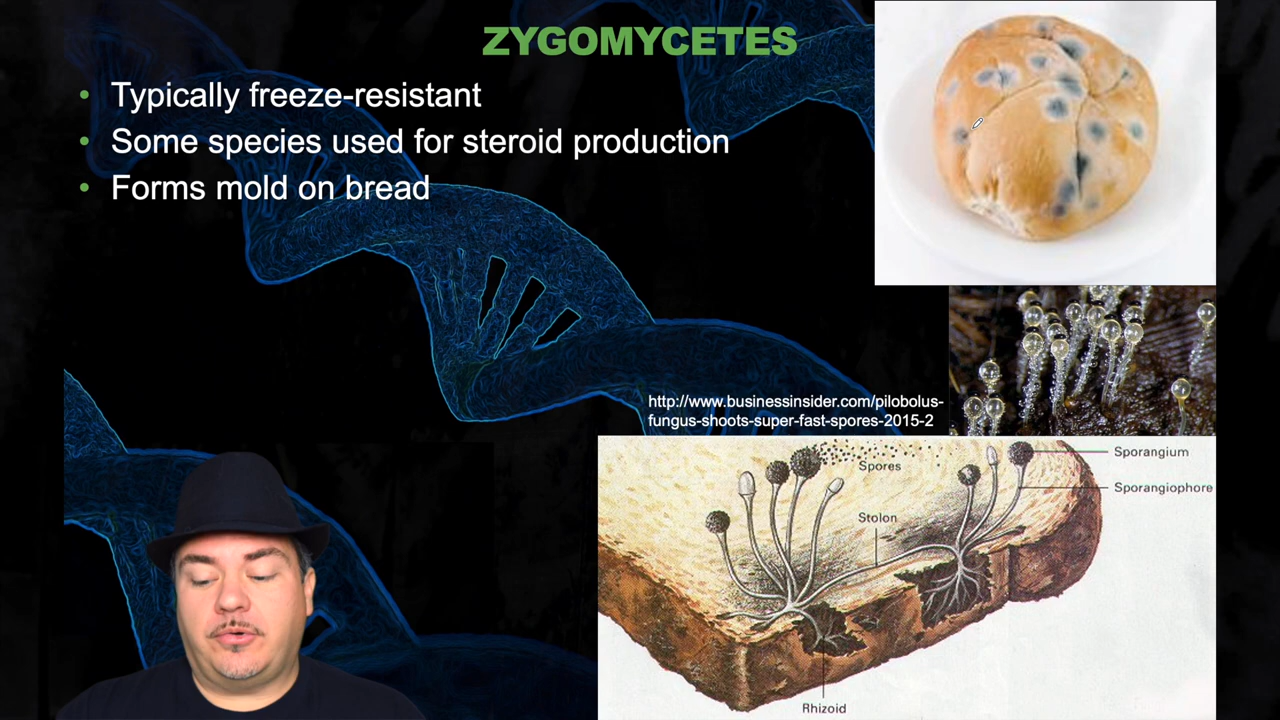 ZYGOMYCETES
• Typically freeze-resistant
• Some species used for steroid production
• Forms mold on bread
http://www.businessinsider.com/pilobolus-
fungus-shoots-super-fast-spores-2015-2
Spores
Sporangium
Sporangiophore
Stolon
Rhizoid